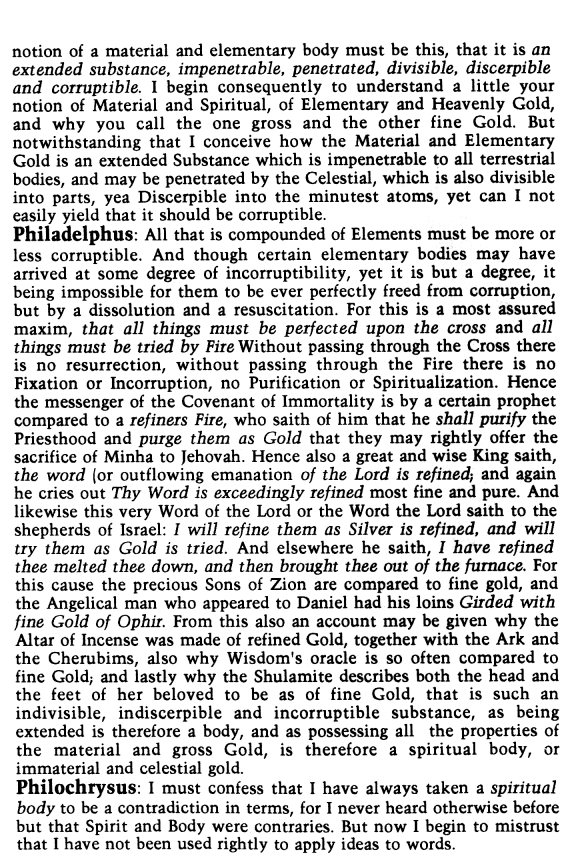 notion of a material and elementary body must be this, that it is an
extended substance, impenetrable, penetrated, divisible, discerpible
and corruptible. I begin consequently to understand a little your
notion of Material and Spiritual, of Elementary and Heavenly Gold,
and why you call the one gross and the other fine Gold. But
notwithstanding that I conceive how the Material and Elementary
Gold is an extended Substance which is impenetrable to all terrestrial
bodies, and may be penetrated by the Celestial, which is also divisible
into parts, yea Discerpible into the minutest atoms, yet can I not
easily yield that it should be corruptible.
Philadelphus: All that is compounded of Elements must be more or
less corruptible. And though certain elementary bodies may have
arrived at some degree of incorruptibility, yet it is but a degree, it
being impossible for them to be ever perfectly freed from corruption,
but by a dissolution and a resuscitation. For this is a most assured
maxim, that all things must be perfected upon the cross and all
things must be tried by Fire Without passing through the Cross there
is no resurrection, without passing through the Fire there is no
Fixation or Incorruption, no Purification or Spiritualization. Hence
the messenger of the Covenant of Immortality is by a certain prophet
compared to a refiners Fire, who saith of him that he shall purify the
Priesthood and purge them as Gold that they may rightly offer the
sacrifice of Minha to Jehovah. Hence also a great and wise King saith,
the word (or outflowing emanation of the Lord is refined; and again
he cries out Thy Word is exceedingly refined most fine and pure. And
likewise this very Word of the Lord or the Word the Lord saith to the
shepherds of Israel: I will refine them as Silver is refined, and will
try them as Gold is tried. And elsewhere he saith, I have refined
thee melted thee down, and then brought thee out of the furnace. For
this cause the precious Sons of Zion are compared to fine gold, and
the Angelical man who appeared to Daniel had his loins Girded with
fine Gold of Ophir. From this also an account may be given why the
Altar of Incense was made of refined Gold, together with the Ark and
the Cherubims, also why Wisdom's oracle is so often compared to
fine Gold; and lastly why the Shulamite describes both the head and
the feet of her beloved to be as of fine Gold, that is such an
indivisible, indiscerpible and incorruptible substance, as being
extended is therefore a body, and as possessing all the properties of
the material and gross Gold, is therefore a spiritual body, or
immaterial and celestial gold.
Philochrysus: I must confess that I have always taken a spiritual
body to be a contradiction in terms, for I never heard otherwise before
but that Spirit and Body were contraries. But now I begin to mistrust
that I have not been used rightly to apply ideas to words.